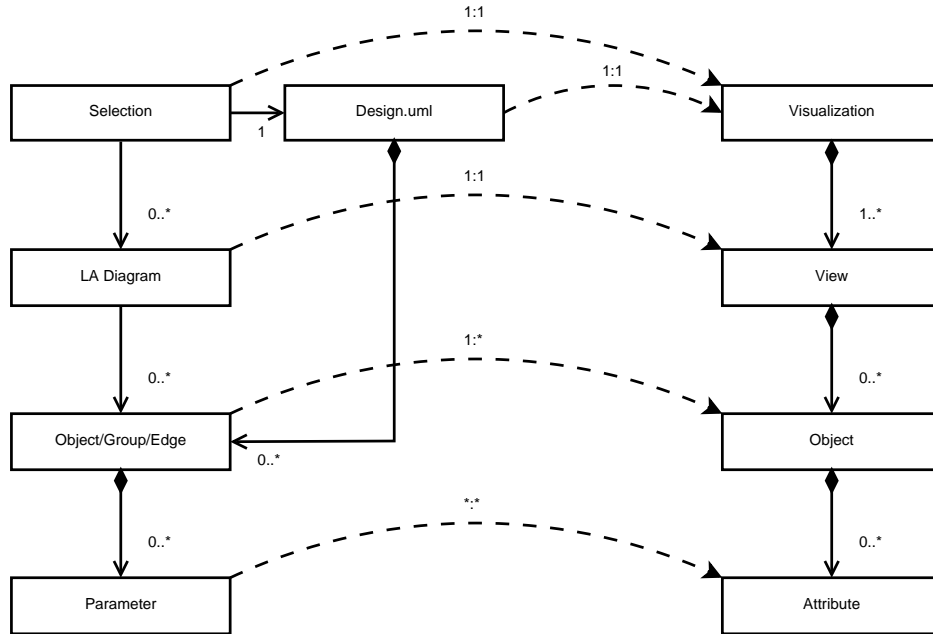 1:1
1:1
Selection
Design.uml
Visualization
1
1:1
0..*
1..*
LA Diagram
View
1:*
0..*
0..*
Object/Group/Edge
Object
0..*
*:*
0..*
0..*
Parameter
Attribute